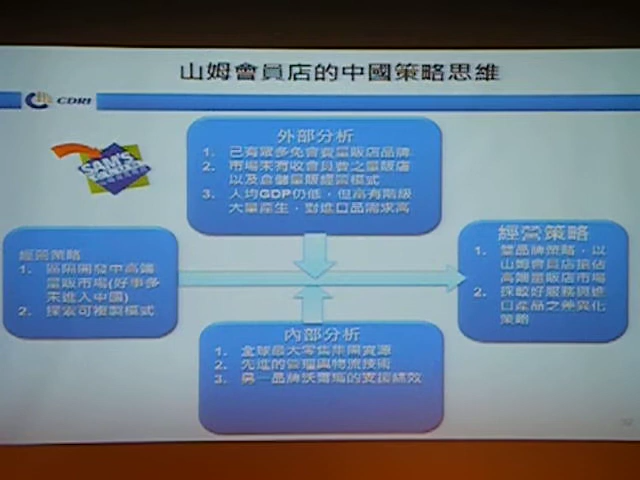 山姆會員店的中國策略思維
CDRI
SAM'S
外部分析
1. 已有眾多免會費量販店品牌
2. 市場未有收會員費之量販店
以及倉儲量販經營模式
3. 人均GDP仍低，但高有階級
大量產生，對進口品需求高
經營策略
1. 區隔開發中高端
量販市場(好事多
未進入中國)
2. 探索可複製模式
經營策略
1. 雙品牌策略，以
山姆會員店搶佔
高端量販店市場
2. 採較好服務與進
口產品之差異化
策略
內部分析
1. 全球最大零售集團資源
2. 先進的管理與物流技術
3. 另一品牌沃爾瑪的支援綜效